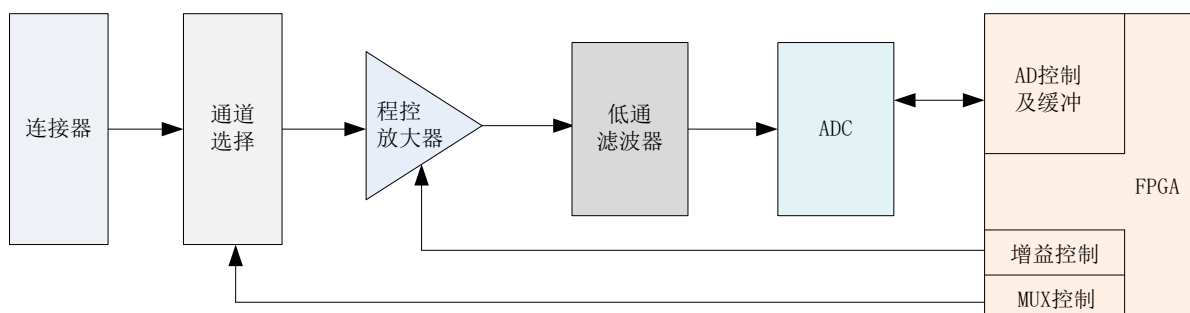 连接器
通道
选择
程控
放大器
低通
滤波器
ADC
AD控制
及缓冲
FPGA
增益控制
MUX控制